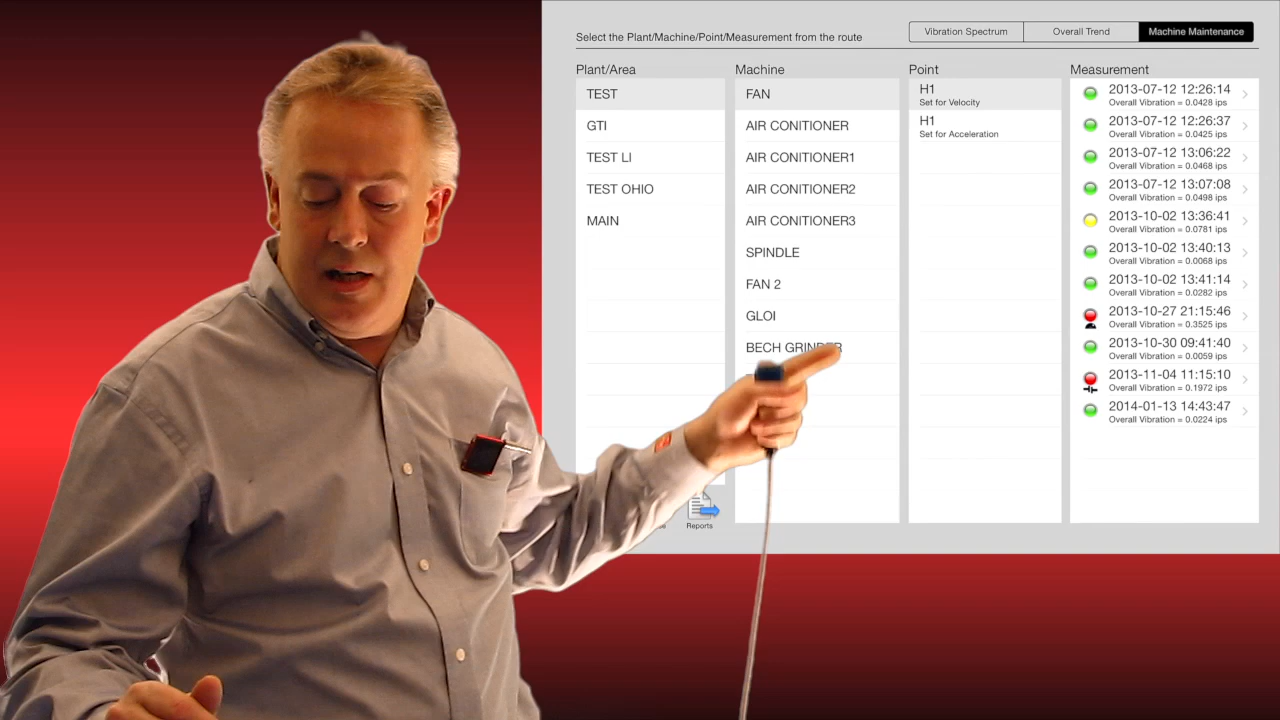 Select the Plant/Machine/Point/Measurement from the route
Vibration Spectrum
Overall Trend
Machine Maintenance
Plant/Area
TEST
GTI
TEST LI
TEST OHIO
MAIN
Reports
Machine
FAN
AIR CONITIONER
AIR CONITIONER1
AIR CONITIONER2
AIR CONITIONER3
SPINDLE
FAN 2
GLOI
BECH GRINDER
Point
H1
Set for Velocity
H1
Set for Acceleration
Measurement
2013-07-12 12:26:14
Overall Vibration = 0.0428 ips
2013-07-12 12:26:37
Overall Vibration = 0.0425 ips
2013-07-12 13:06:22
Overall Vibration = 0.0468 ips
2013-07-12 13:07:08
Overall Vibration = 0.0498 ips
2013-10-02 13:36:41
Overall Vibration = 0.0781 ips
2013-10-02 13:40:13
Overall Vibration = 0.0068 ips
2013-10-02 13:41:14
Overall Vibration = 0.0282 ips
2013-10-27 21:15:46
Overall Vibration = 0.3525 ips
2013-10-30 09:41:40
Overall Vibration = 0.0059 ips
2013-11-04 11:15:10
Overall Vibration = 0.1972 ips
2014-01-13 14:43:47
Overall Vibration = 0.0224 ips